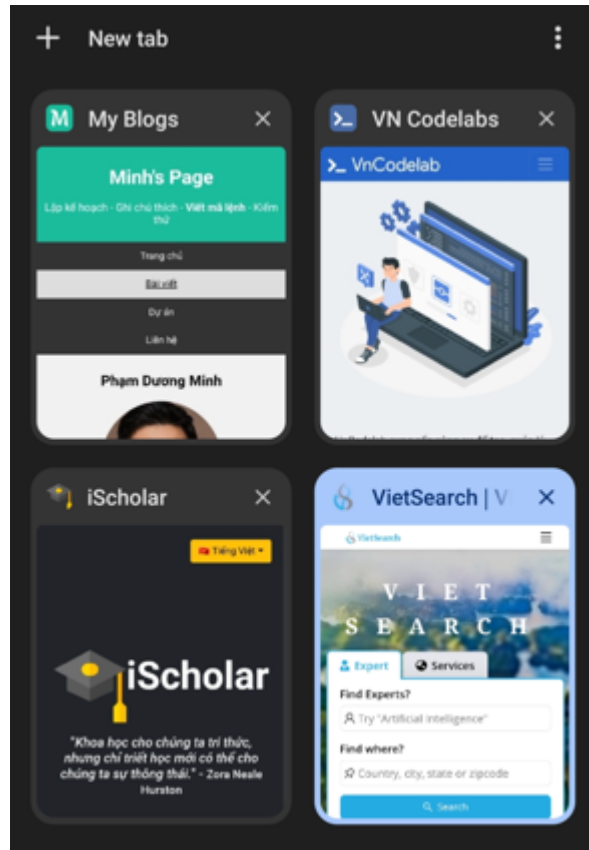 New tab
My Blogs
VN Codelabs
Minh's Page
Lập kế hoạch - Ghi chú thích - Viết mã lệnh - Kiểm
thử
Trang chủ
Bài viết
Dự án
Liên hệ
Phạm Dương Minh
VnCodelab
iScholar
VietSearch | V
Tiếng Việt
iScholar
"Khoa học cho chúng ta tri thức,
nhưng chỉ triết học mới có thể cho
chúng ta sự thông thái." - Zora Neale
Hurston
VietSearch
VIET
SEARCH
Expert
Services
Find Experts?
Try "Artificial Intelligence"
Find where?
Country, city, state or zipcode
Search